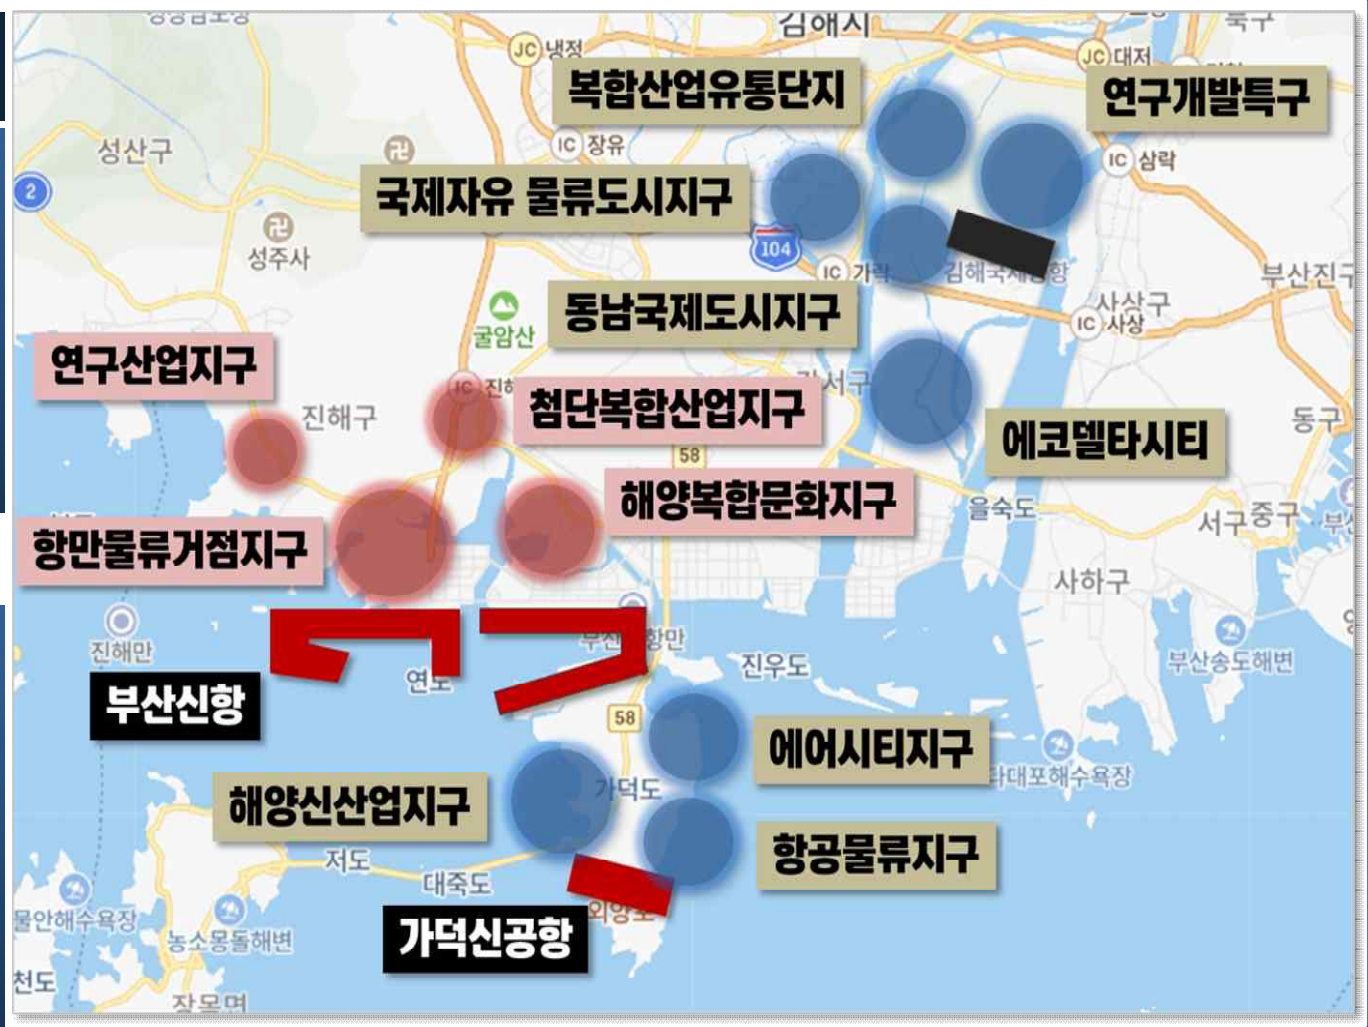 김해시
북구
JC 냉정
JC 대저
복합산업유통단지
연구개발특구
성산구
IC 장유
IC 삼락
2
국제자유 물류도시지구
성주사
104
IC 가락
김해국제공항
부산진구
동남국제도시지구
사상구
IC 사상
굴암산
연구산업지구
IC 진해
강서구
첨단복합산업지구
진해구
동구
에코델타시티
58
해양복합문화지구
을숙도
서구
중구
항만물류거점지구
사하구
진해만
부산 항만
진우도
부산송도해변
연도
부산신항
58
에어시티지구
다대포해수욕장
가덕도
해양신산업지구
항공물류지구
저도
대죽도
물안해수욕장
외양포
가덕신공항
농소몽돌해변
천도
장목면